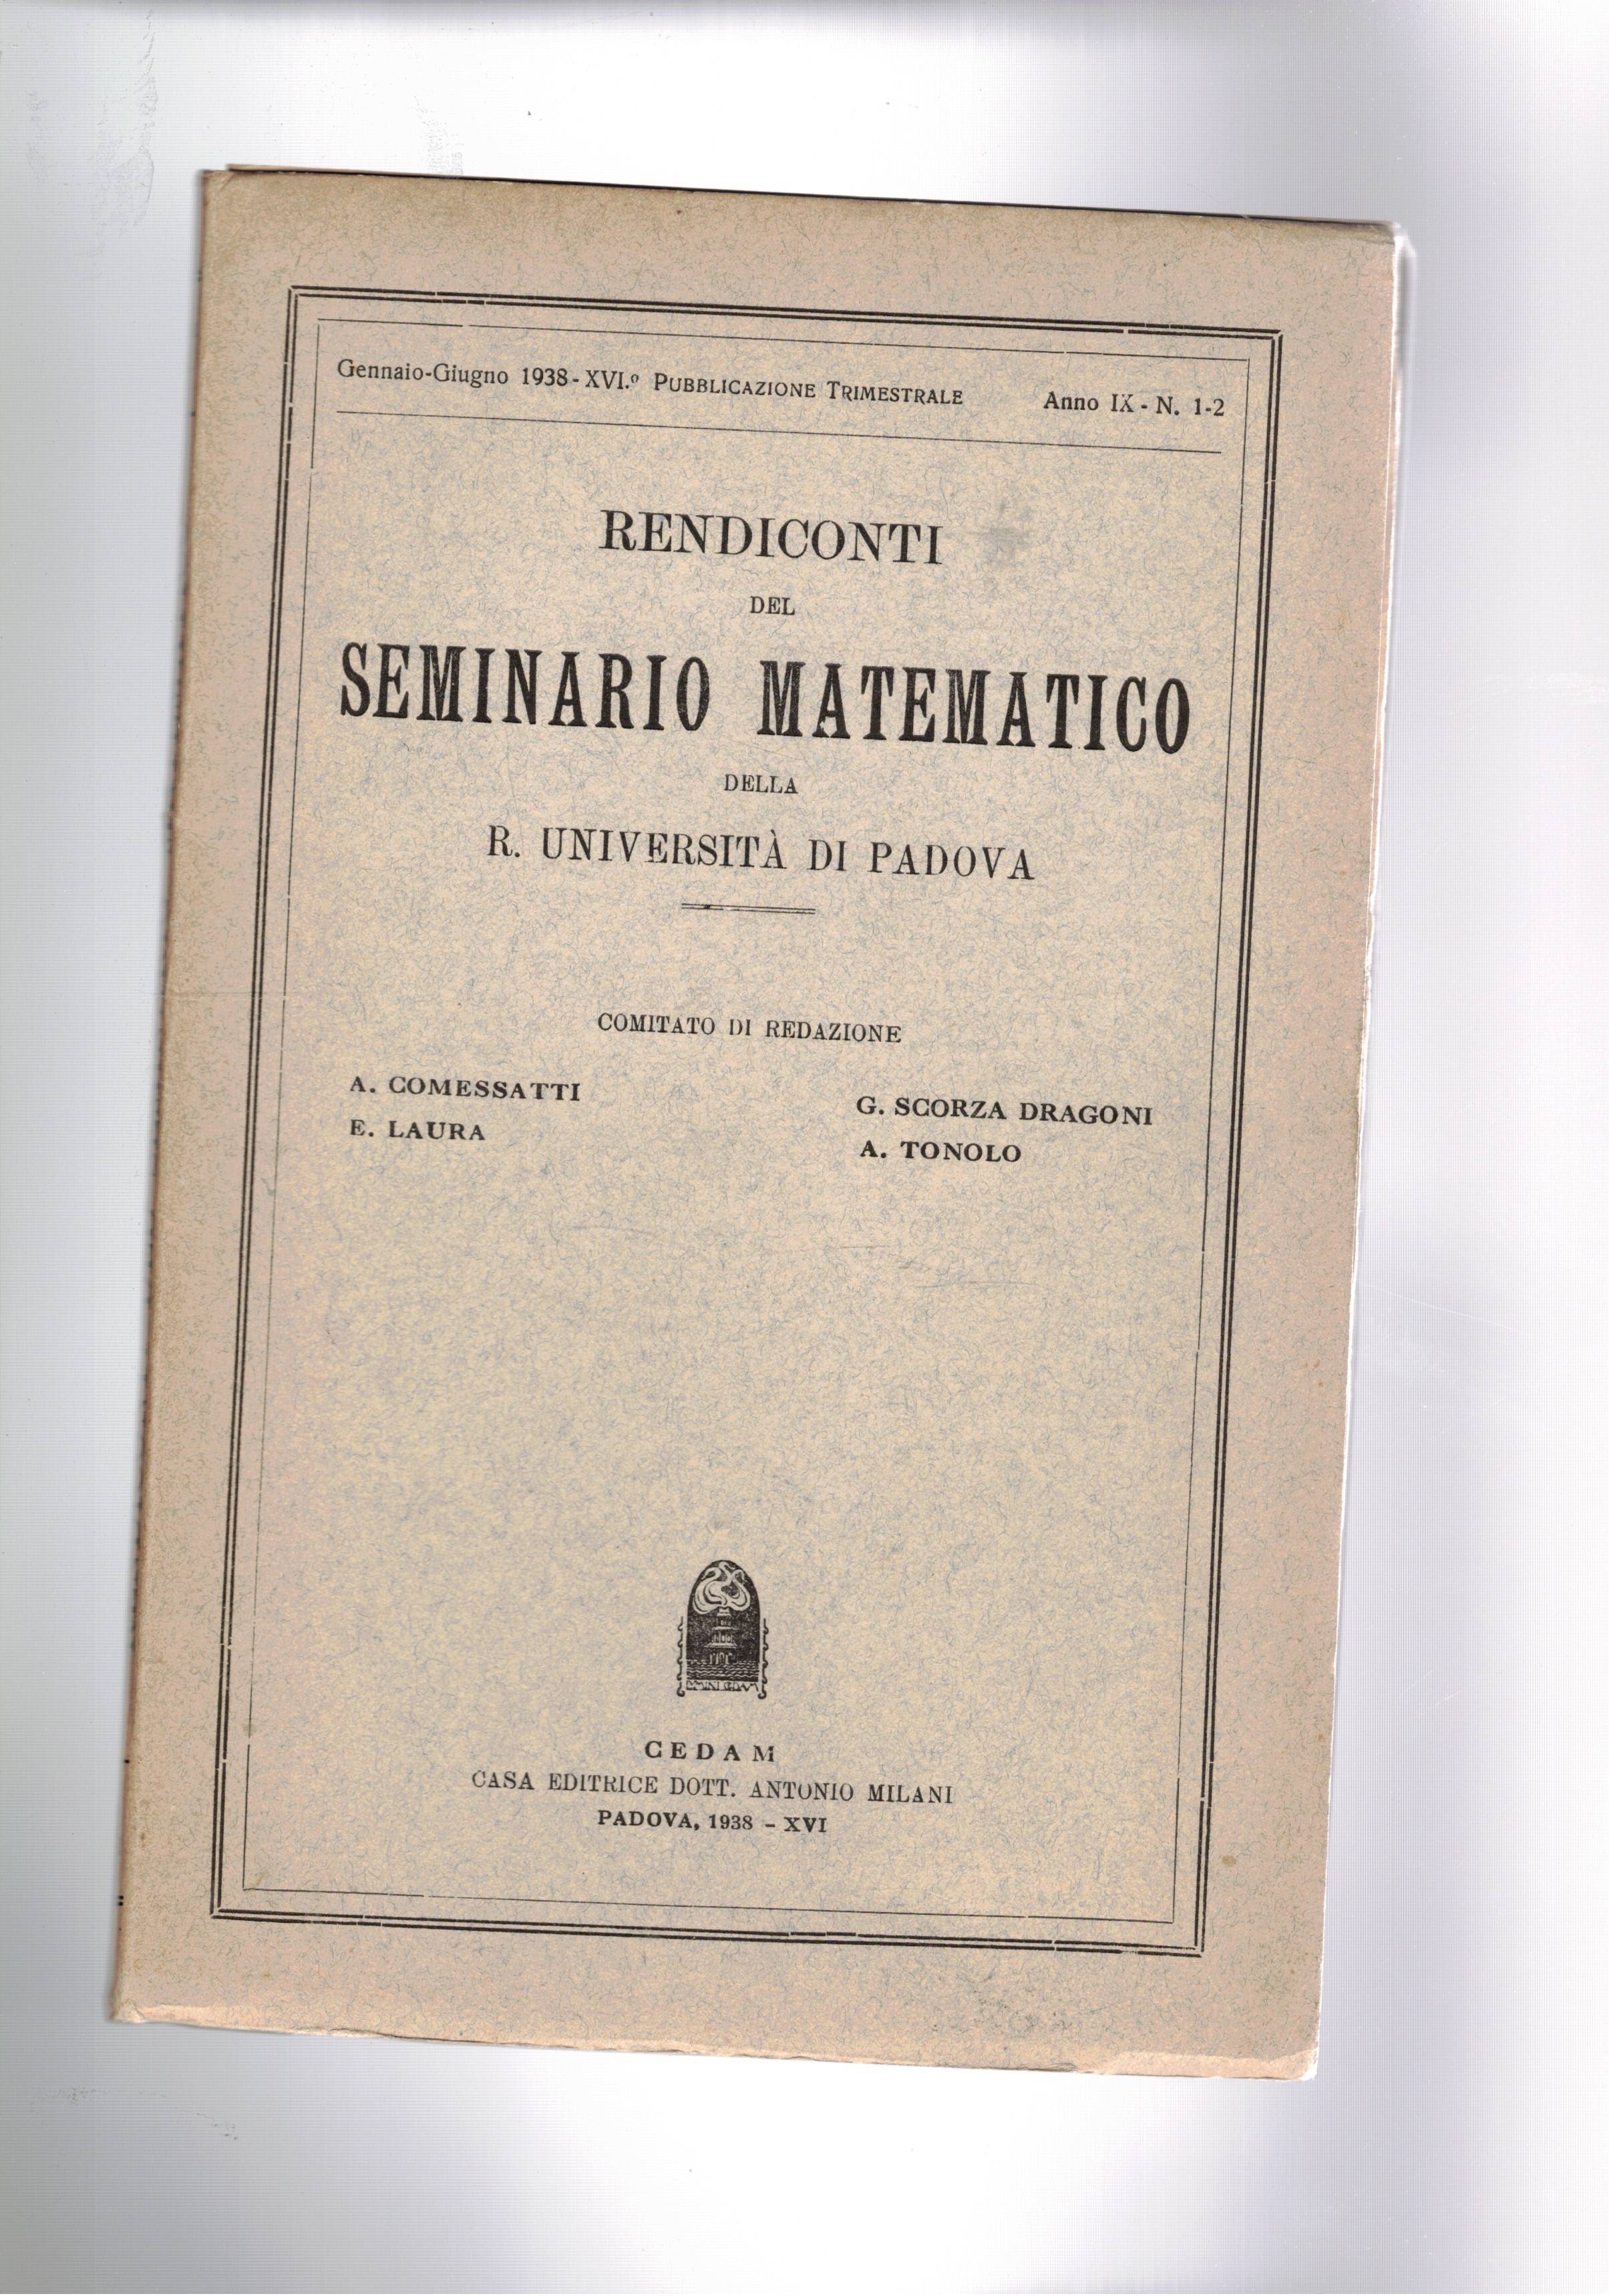 Gennaio-Giugno 1938 - XVI.º PUBBLICAZIONE TRIMESTRALE Anno IX - N. 1-2
RENDICONTI
DEL
SEMINARIO MATEMATICO
DELLA
R. UNIVERSITÀ DI PADOVA
COMITATO DI REDAZIONE
A. COMESSATTI
E. LAURA
G. SCORZA DRAGONI
A. TONOLO
CEDAM
CASA EDITRICE DOTT. ANTONIO MILANI
PADOVA, 1938 - XVI